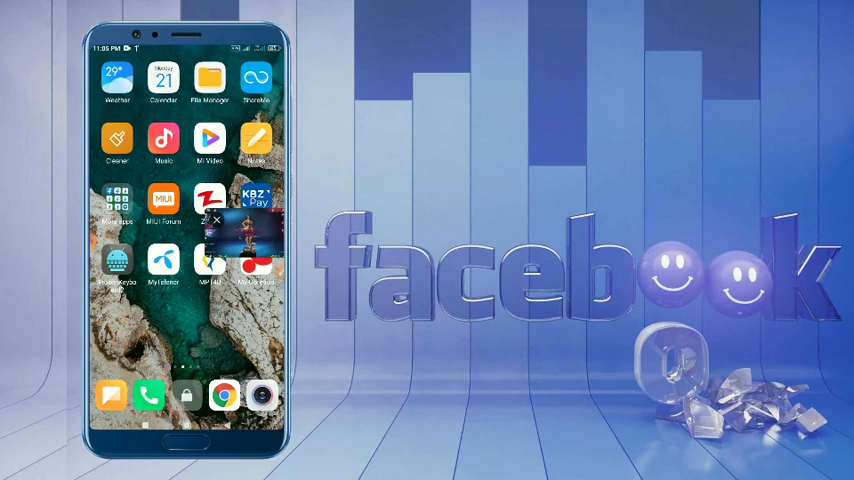 11:05 PM
29°
Monday
21
Weather
Calendar
File Manager
ShareMe
Cleaner
Music
Mi Video
Notes
MIUI
KBZ
Pay
More apps
MIUI Forum
MyTelenor
MPT4U
facebook